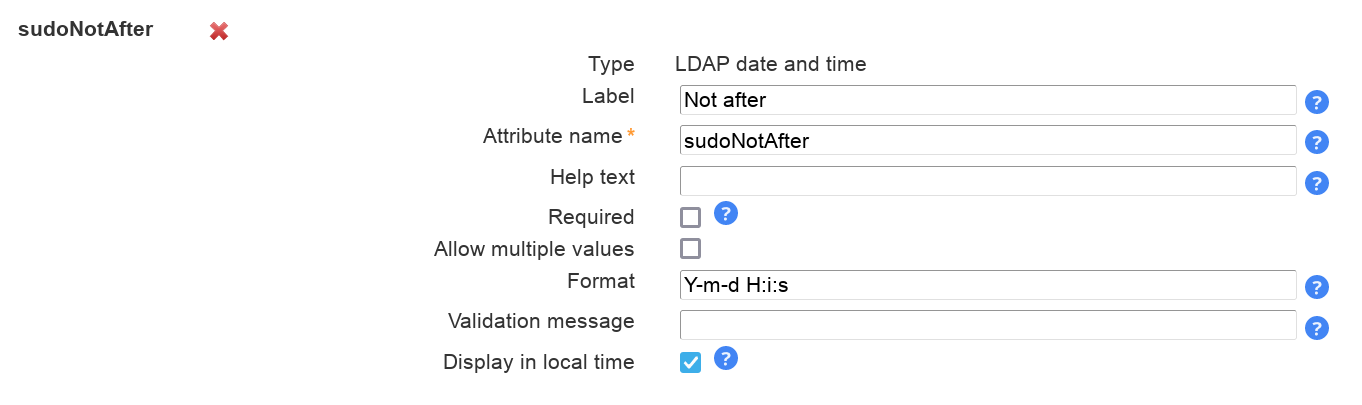 sudoNotAfter
Type LDAP date and time
Label Not after ?
Attribute name * sudoNotAfter ?
Help text ?
Required ?
Allow multiple values
Format Y-m-d H:i:s ?
Validation message ?
Display in local time ?